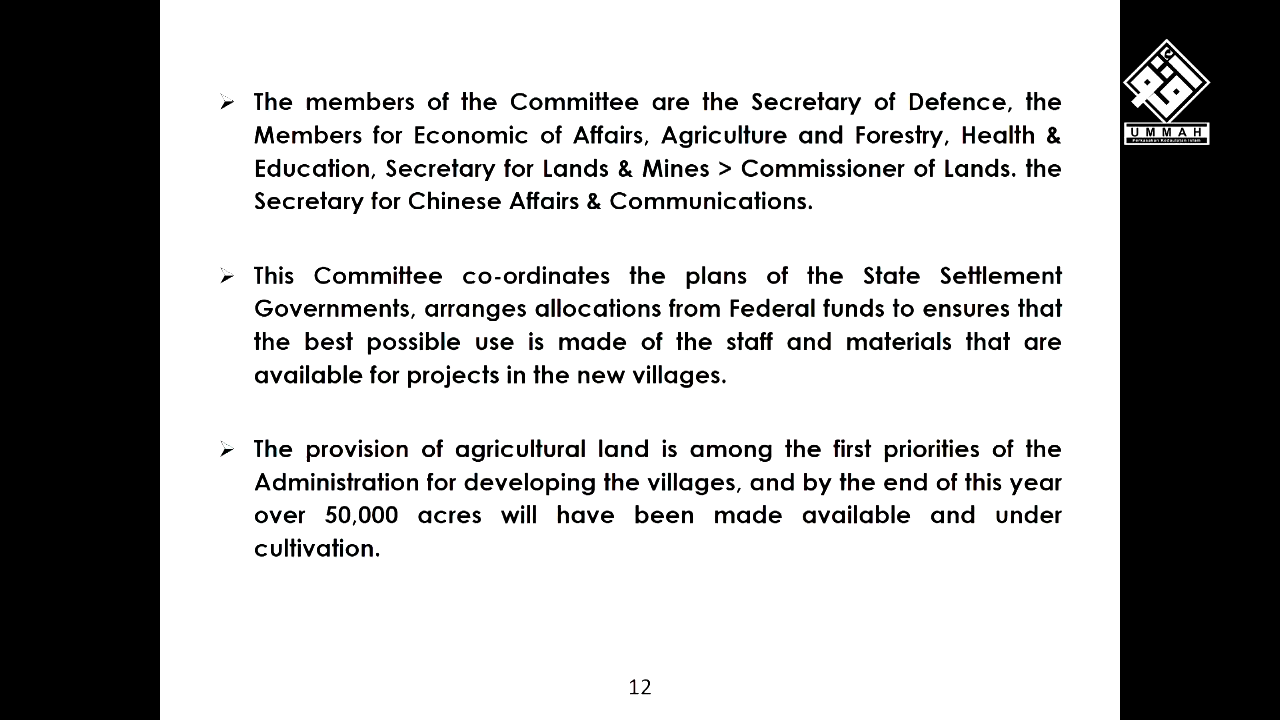 The members of the Committee are the Secretary of Defence, the
Members for Economic of Affairs, Agriculture and Forestry, Health &
Education, Secretary for Lands & Mines > Commissioner of Lands. the
Secretary for Chinese Affairs & Communications.
This Committee co-ordinates the plans of the State Settlement
Governments, arranges allocations from Federal funds to ensures that
the best possible use is made of the staff and materials that are
available for projects in the new villages.
The provision of agricultural land is among the first priorities of the
Administration for developing the villages, and by the end of this year
over 50,000 acres will have been made available and under
cultivation.
12
UMMAH
Perkasakan Kedaulatan Islam